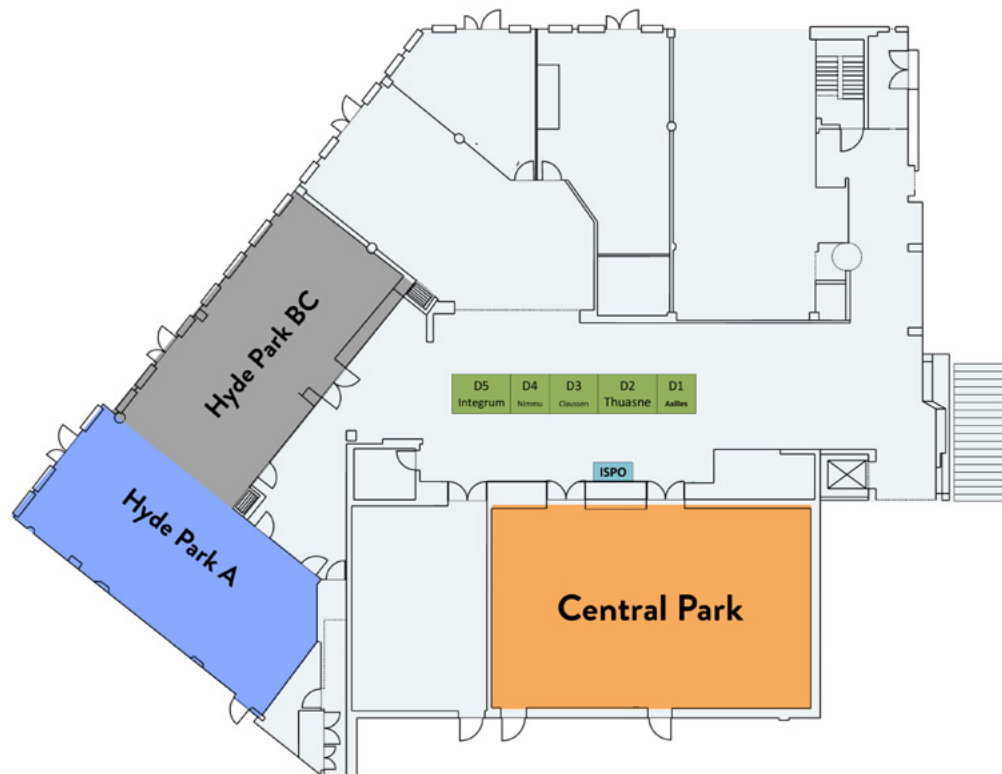 Hyde Park BC
D5
Integrum
D4
Nimmu
D3
Claussen
D2
Thuasne
D1
Axilles
ISPO
Hyde Park A
Central Park